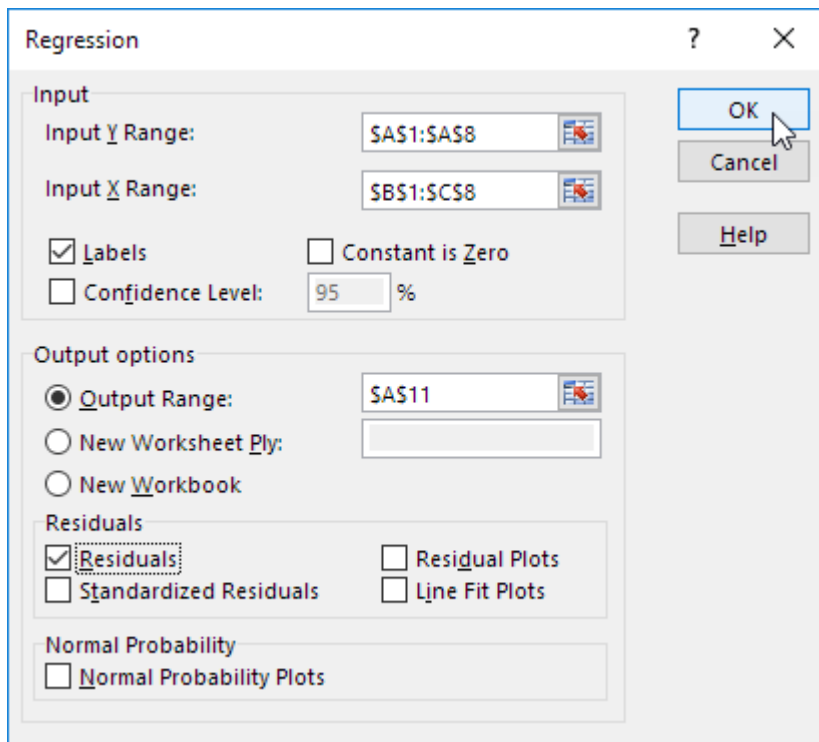 Regression ?
Input
Input Y Range: $A$1:$A$8
OK
Cancel
Input X Range: $B$1:$C$8
Help
Labels Constant is Zero
Confidence Level: 95 %
Output options
Output Range: $A$11
New Worksheet Ply:
New Workbook
Residuals
Residuals Residual Plots
Standardized Residuals Line Fit Plots
Normal Probability
Normal Probability Plots